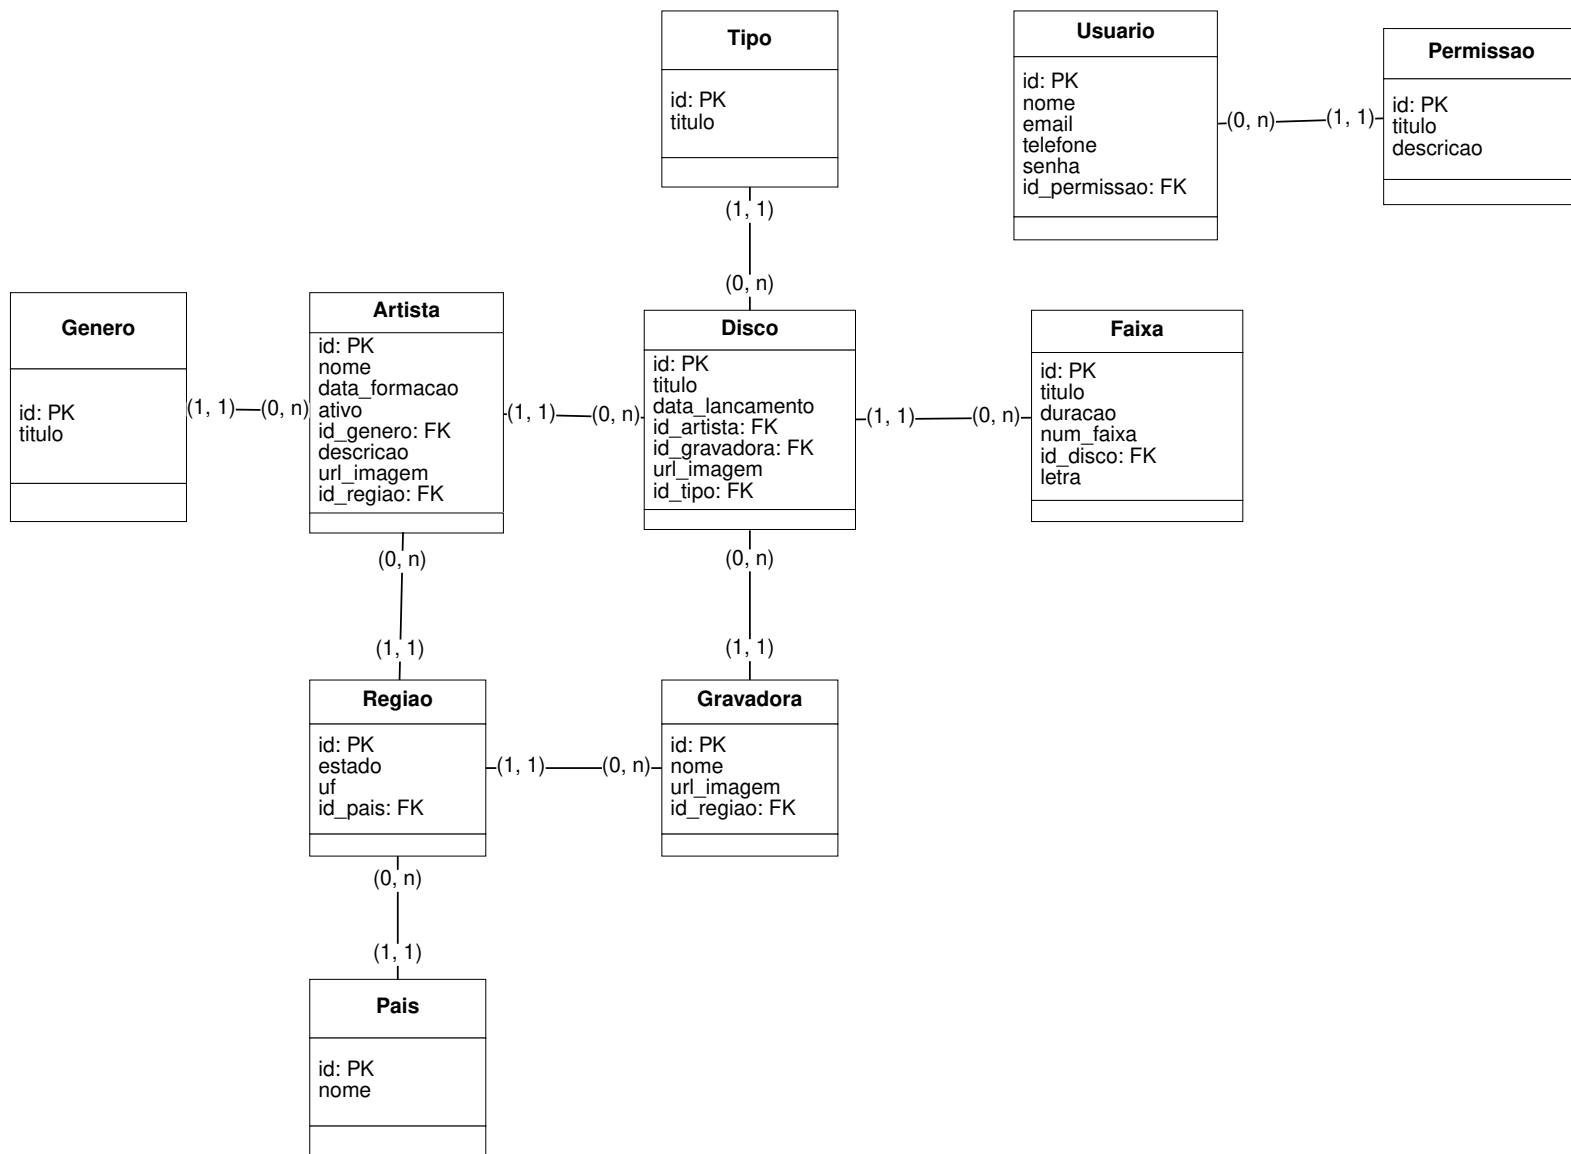 Tipo
id: PK
titulo
(1, 1)
(0, n)
Usuario
id: PK
nome
email
telefone
senha
id_permissao: FK
(0, n)
(1, 1)
Permissao
id: PK
titulo
descricao
Genero
id: PK
titulo
(1, 1)
(0, n)
Artista
id: PK
nome
data_formacao
ativo
id_genero: FK
descricao
url_imagem
id_regiao: FK
(1, 1)
(0, n)
Disco
id: PK
titulo
data_lancamento
id_artista: FK
id_gravadora: FK
url_imagem
id_tipo: FK
(1, 1)
(0, n)
Faixa
id: PK
titulo
duracao
num_faixa
id_disco: FK
letra
(0, n)
(1, 1)
(0, n)
(1, 1)
Regiao
id: PK
estado
uf
id_pais: FK
(1, 1)
(0, n)
Gravadora
id: PK
nome
url_imagem
id_regiao: FK
(0, n)
(1, 1)
Pais
id: PK
nome